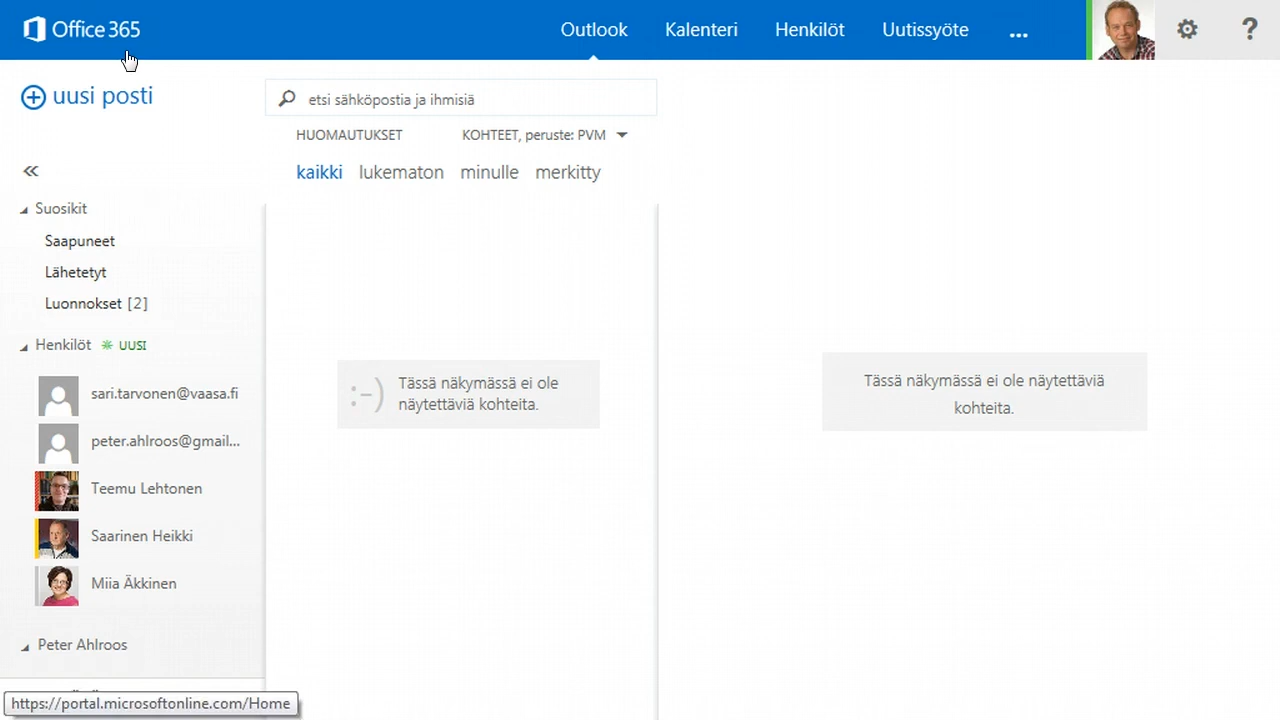 Office 365
Outlook
Kalenteri
Henkilöt
Uutissyöte
...
?
uusi posti
etsi sähköpostia ja ihmisiä
HUOMAUTUKSET
KOHTEET, peruste: PVM
kaikki
lukematon
minulle
merkitty
«
Suosikit
Saapuneet
Lähetetyt
Luonnokset [2]
Henkilöt
UUSI
sari.tarvonen@vaasa.fi
peter.ahlroos@gmail...
Teemu Lehtonen
Saarinen Heikki
Miia Äkkinen
Peter Ahlroos
:-)
Tässä näkymässä ei ole
näytettäviä kohteita.
Tässä näkymässä ei ole näytettäviä
kohteita.
https://portal.microsoftonline.com/Home